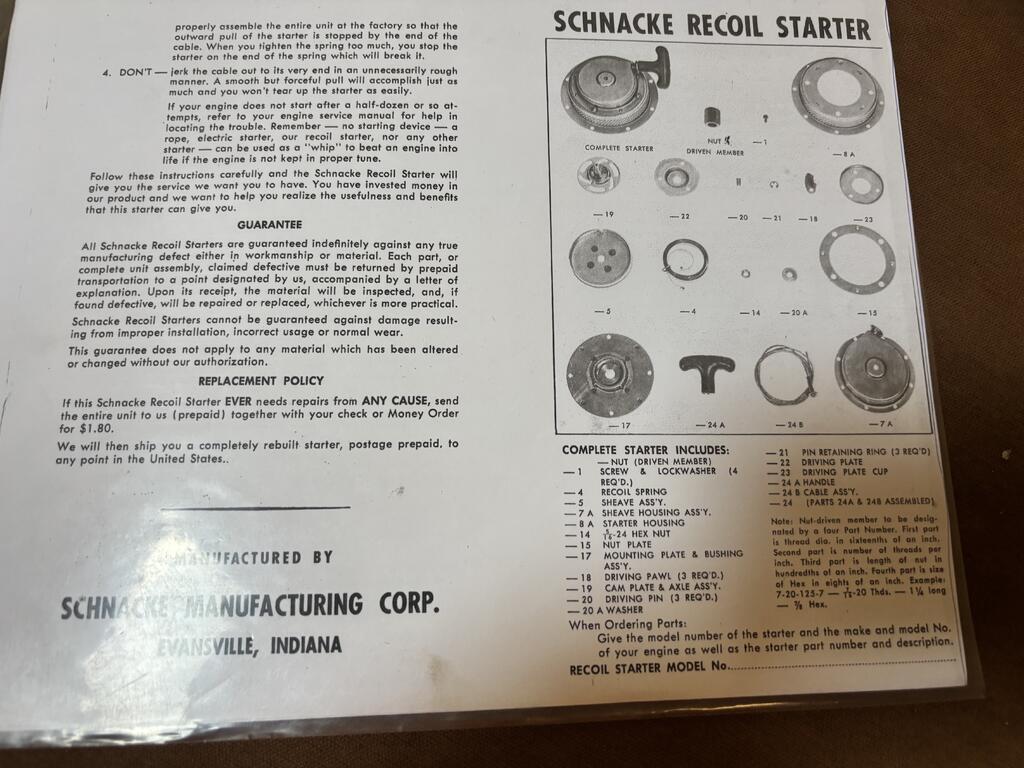 properly assemble the entire unit at the factory so that the
outward pull of the starter is stopped by the end of the
cable. When you tighten the spring too much, you stop the
starter on the end of the spring which will break it.
4. DON'T — jerk the cable out to its very end in an unnecessarily rough
manner. A smooth but forceful pull will accomplish just as
much and you won't tear up the starter as easily.
If your engine does not start after a half-dozen or so at-
tempts, refer to your engine service manual for help in
locating the trouble. Remember — no starting device — a
rope, electric starter, our recoil starter, nor any other
starter — can be used as a "whip" to beat an engine into
life if the engine is not kept in proper tune.
Follow these instructions carefully and the Schnacke Recoil Starter will
give you the service we want you to have. You have invested money in
our product and we want to help you realize the usefulness and benefits
that this starter can give you.
GUARANTEE
All Schnacke Recoil Starters are guaranteed indefinitely against any true
manufacturing defect either in workmanship or material. Each part, or
complete unit assembly, claimed defective must be returned by prepaid
transportation to a point designated by us, accompanied by a letter of
explanation. Upon its receipt, the material will be inspected, and, if
found defective, will be repaired or replaced, whichever is more practical.
Schnacke Recoil Starters cannot be guaranteed against damage result-
ing from improper installation, incorrect usage or normal wear.
This guarantee does not apply to any material which has been altered
or changed without our authorization.
REPLACEMENT POLICY
If this Schnacke Recoil Starter EVER needs repairs from ANY CAUSE, send
the entire unit to us (prepaid) together with your check or Money Order
for $1.80.
We will then ship you a completely rebuilt starter, postage prepaid. to
any point in the United States..
MANUFACTURED BY
SCHNACKE MANUFACTURING CORP.
EVANSVILLE, INDIANA
SCHNACKE RECOIL STARTER
COMPLETE STARTER
NUT
DRIVEN MEMBER
—1
—8 A
—19
—22
—20
—21
—18
—23
—5
—4
—14
—20 A
—15
—17
—24 A
—24 B
—7 A
COMPLETE STARTER INCLUDES:
— NUT (DRIVEN MEMBER)
—1 SCREW & LOCKWASHER (4
REQ'D.)
—4 RECOIL SPRING
—5 SHEAVE ASS'Y.
—7 A SHEAVE HOUSING ASS'Y.
—8 A STARTER HOUSING
—14 5/16-24 HEX NUT
—15 NUT PLATE
—17 MOUNTING PLATE & BUSHING
ASS'Y.
—18 DRIVING PAWL (3 REQ'D.)
—19 CAM PLATE & AXLE ASS'Y.
—20 DRIVING PIN (3 REQ'D.)
—20 A WASHER
—21 PIN RETAINING RING (3 REQ'D)
—22 DRIVING PLATE
—23 DRIVING PLATE CUP
—24 A HANDLE
—24 B CABLE ASS'Y.
—24 (PARTS 24A & 24B ASSEMBLED)
Note: Nut-driven member to be desig-
nated by a four Part Number. First part
is thread dia. in sixteenths of an inch.
Second part is number of threads per
inch. Third part is length of nut in
hundredths of an inch. Fourth part is size
of Hex in eights of an inch. Example:
7-20-125-7 — 7/16-20 Thds. — 1¼ long
— ⅞ Hex.
When Ordering Parts:
Give the model number of the starter and the make and model No.
of your engine as well as the starter part number and description.
RECOIL STARTER MODEL No.